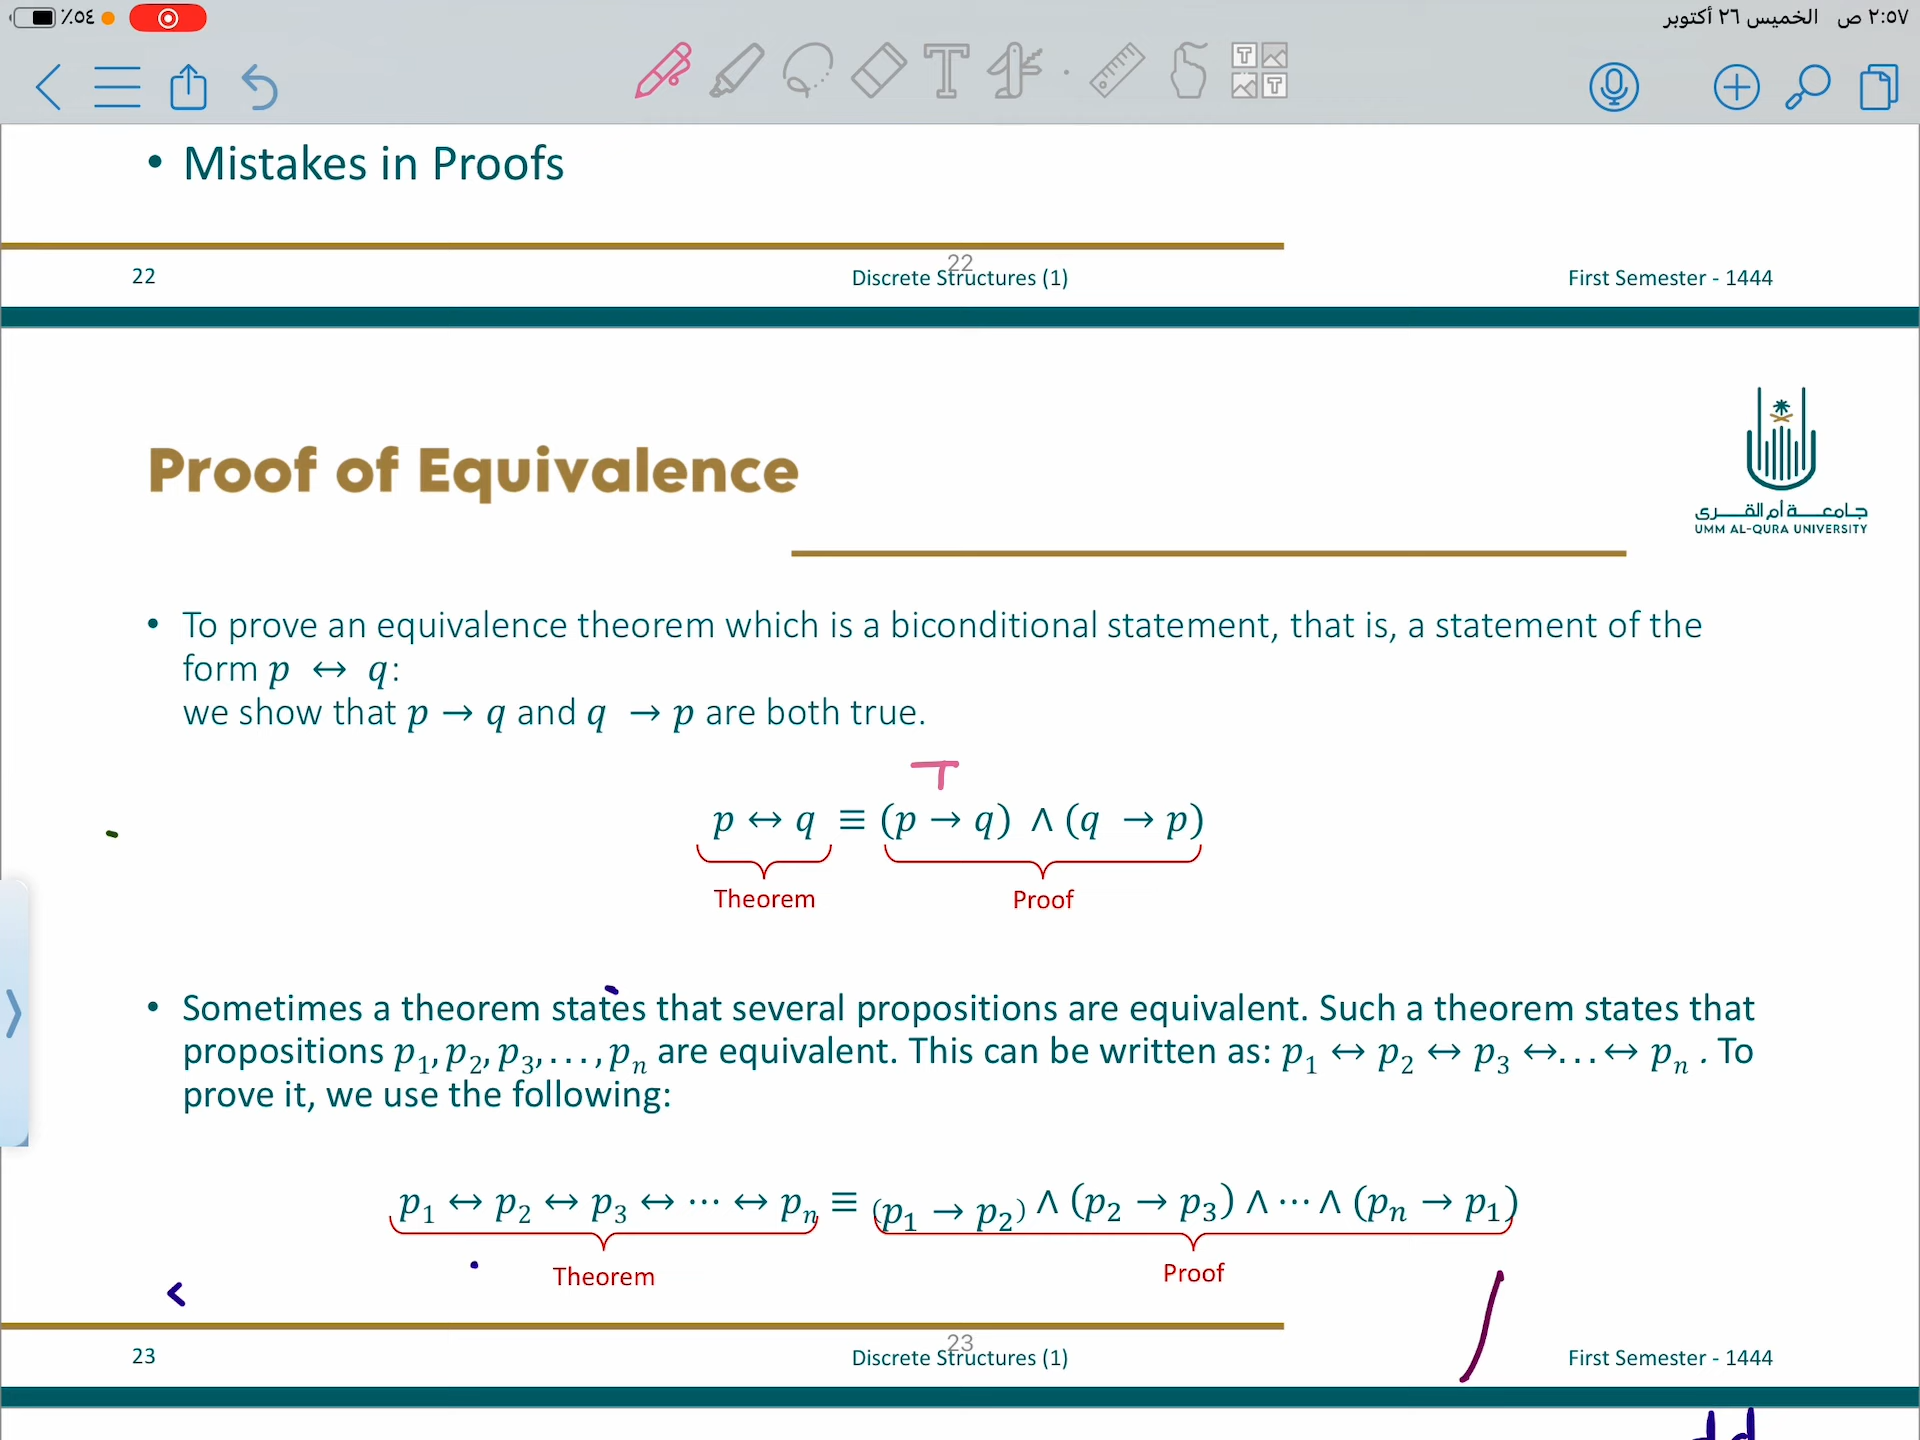 ٪٥٤
٢:٥٧ ص الخميس ٢٦ أكتوبر
• Mistakes in Proofs
22
22
Discrete Structures (1)
First Semester - 1444
Proof of Equivalence
جامعة أم القرى
UMM AL-QURA UNIVERSITY
• To prove an equivalence theorem which is a biconditional statement, that is, a statement of the
form p ↔ q:
we show that p → q and q → p are both true.
T
p ↔ q ≡ (p → q) ∧ (q → p)
Theorem
Proof
• Sometimes a theorem states that several propositions are equivalent. Such a theorem states that
propositions p₁, p₂, p₃, . . . , pₙ are equivalent. This can be written as: p₁ ↔ p₂ ↔ p₃ ↔. . . ↔ pₙ . To
prove it, we use the following:
p₁ ↔ p₂ ↔ p₃ ↔ ⋯ ↔ pₙ ≡ (p₁ → p₂) ∧ (p₂ → p₃) ∧ ⋯ ∧ (pₙ → p₁)
Theorem
Proof
23
23
Discrete Structures (1)
First Semester - 1444